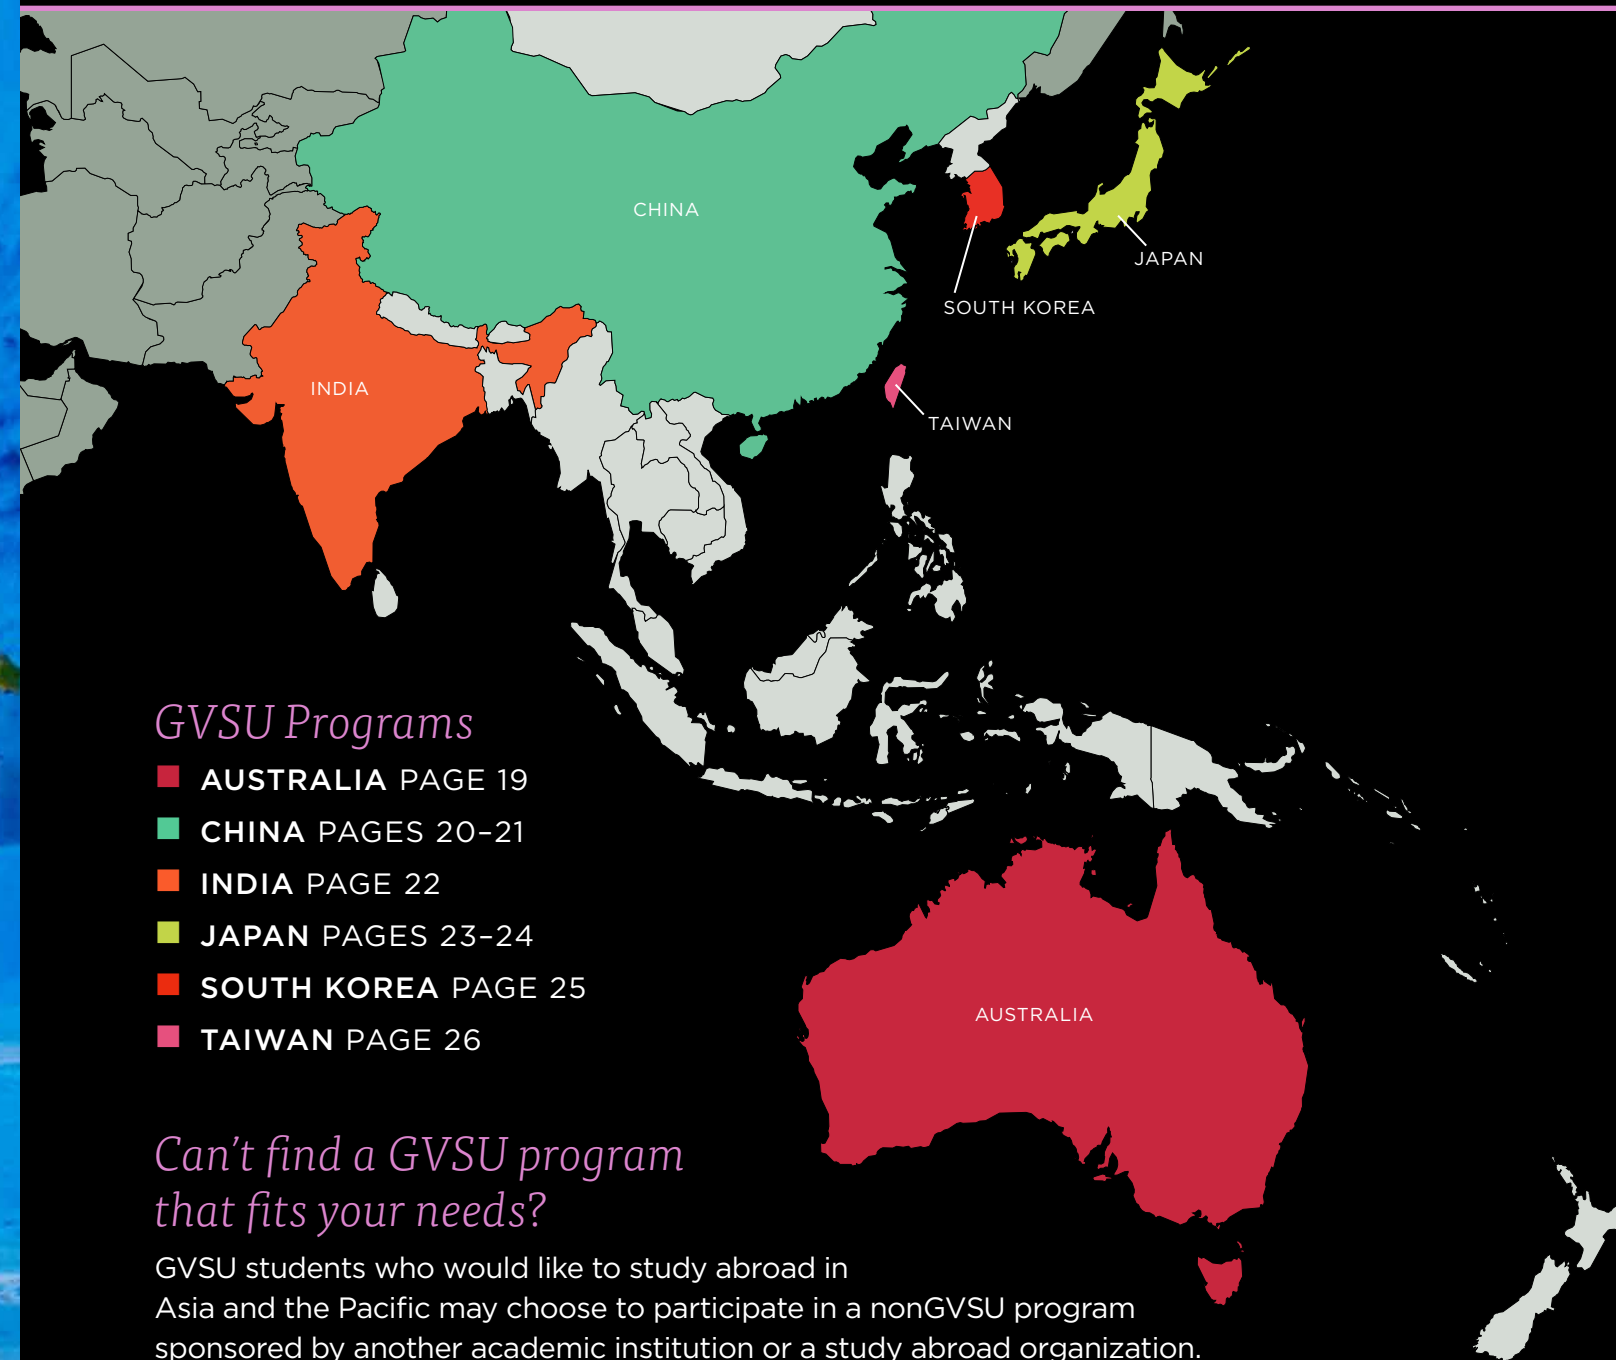 CHINA
JAPAN
SOUTH KOREA
INDIA
TAIWAN
GVSU Programs
AUSTRALIA PAGE 19
CHINA PAGES 20–21
INDIA PAGE 22
JAPAN PAGES 23–24
SOUTH KOREA PAGE 25
TAIWAN PAGE 26
AUSTRALIA
Can't find a GVSU program
that fits your needs?
GVSU students who would like to study abroad in
Asia and the Pacific may choose to participate in a nonGVSU program
sponsored by another academic institution or a study abroad organization.